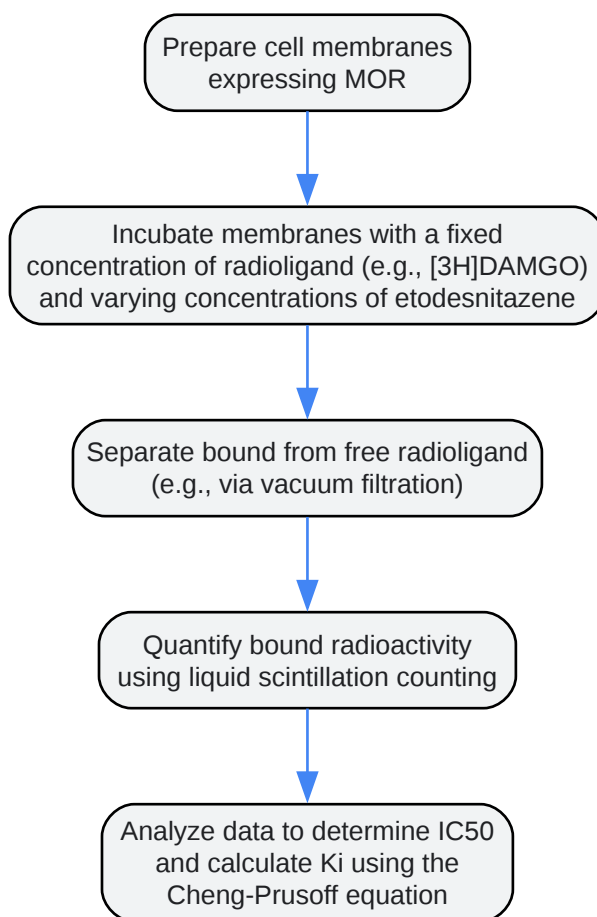 Prepare cell membranes
expressing MOR
Incubate membranes with a fixed
concentration of radioligand (e.g., [3H]DAMGO)
and varying concentrations of etodesnitazene
Separate bound from free radioligand
(e.g., via vacuum filtration)
Quantify bound radioactivity
using liquid scintillation counting
Analyze data to determine IC50
and calculate Ki using the
Cheng-Prusoff equation